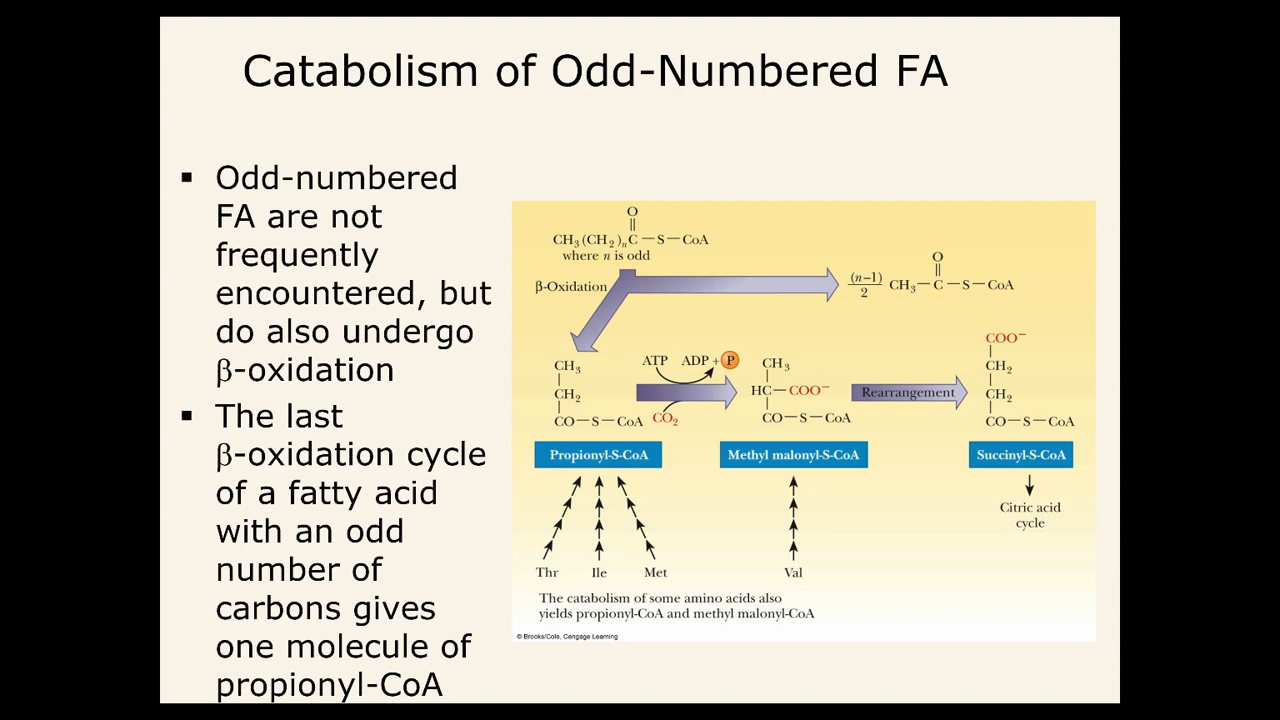 Catabolism of Odd-Numbered FA
▪ Odd-numbered
FA are not
frequently
encountered, but
do also undergo
β-oxidation
▪ The last
β-oxidation cycle
of a fatty acid
with an odd
number of
carbons gives
one molecule of
propionyl-CoA
O
||
CH₃(CH₂)ₙC—S—CoA
where n is odd
β-Oxidation
O
||
(n−1)/2 CH₃—C—S—CoA
CH₃
|
CH₂
|
CO—S—CoA
ATP ADP + P
CO₂
CH₃
|
HC—COO⁻
|
CO—S—CoA
Rearrangement
COO⁻
|
CH₂
|
CH₂
|
CO—S—CoA
Propionyl-S-CoA
Methyl malonyl-S-CoA
Succinyl-S-CoA
Citric acid
cycle
Thr Ile Met
Val
The catabolism of some amino acids also
yields propionyl-CoA and methyl malonyl-CoA
© Brooks/Cole, Cengage Learning